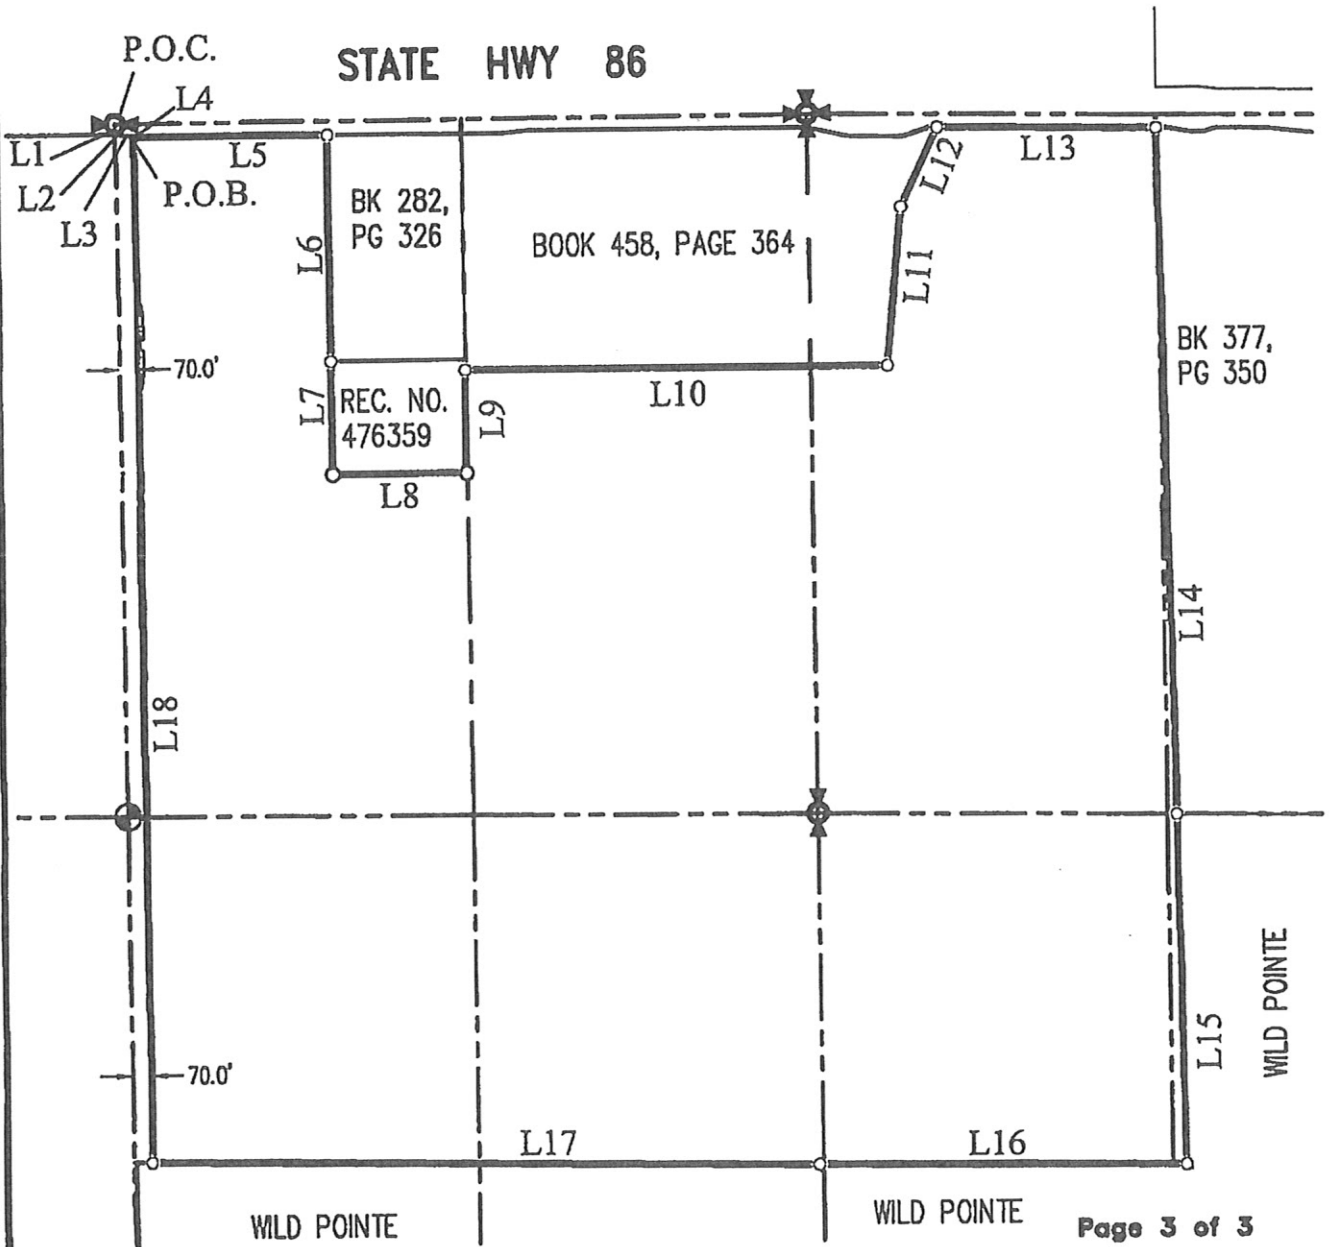 P.O.C.
STATE HWY 86
L4
L1
L5
L12
L13
L2
P.O.B.
L3
BK 282,
PG 326
L6
BOOK 458, PAGE 364
L11
BK 377,
PG 350
70.0'
L10
L7
REC. NO.
476359
L9
L8
L14
L18
WILD POINTE
L15
70.0'
L17
L16
WILD POINTE
WILD POINTE
Page 3 of 3